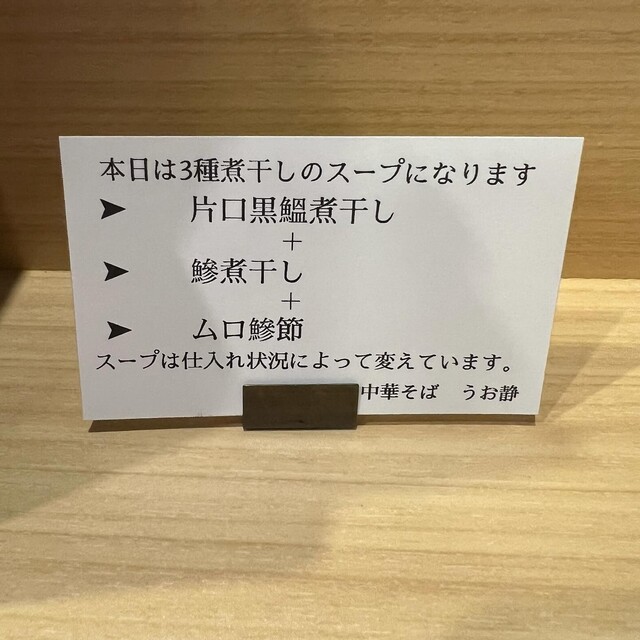 本日は3種煮干しのスープになります
➤ 片口黒鰮煮干し
+
➤ 鯵煮干し
+
➤ ムロ鯵節
スープは仕入れ状況によって変えています。
中華そば うお静